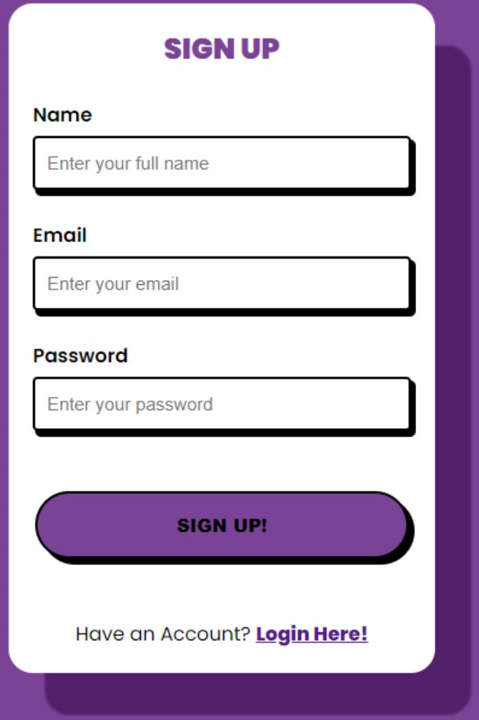 SIGN UP
Name
Enter your full name
Email
Enter your email
Password
Enter your password
SIGN UP!
Have an Account? Login Here!